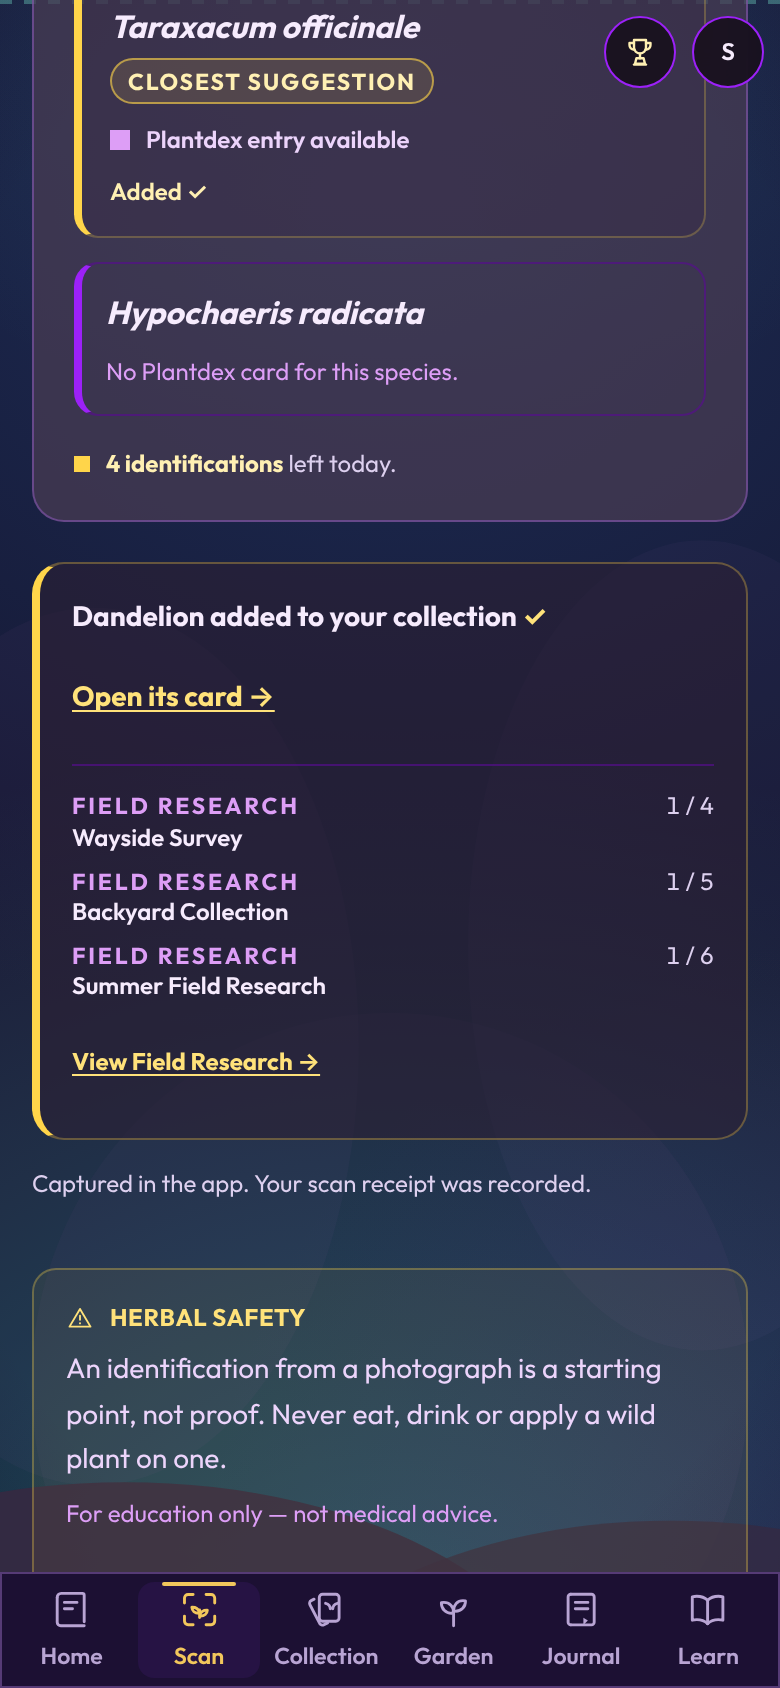 Taraxacum officinale
S
CLOSEST SUGGESTION
Plantdex entry available
Added ✓
Hypochaeris radicata
No Plantdex card for this species.
4 identifications left today.
Dandelion added to your collection ✓
Open its card →
FIELD RESEARCH 1 / 4
Wayside Survey
FIELD RESEARCH 1 / 5
Backyard Collection
FIELD RESEARCH 1 / 6
Summer Field Research
View Field Research →
Captured in the app. Your scan receipt was recorded.
HERBAL SAFETY
An identification from a photograph is a starting
point, not proof. Never eat, drink or apply a wild
plant on one.
For education only — not medical advice.
Home Scan Collection Garden Journal Learn